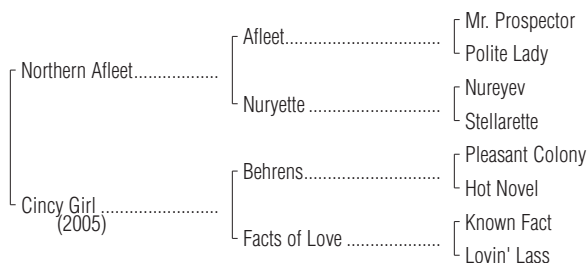 Mr. Prospector
Afleet
Polite Lady
Northern Afleet
Nureyev
Nuryette
Stellarette
Pleasant Colony
Behrens
Hot Novel
Cincy Girl
(2005)
Known Fact
Facts of Love
Lovin' Lass